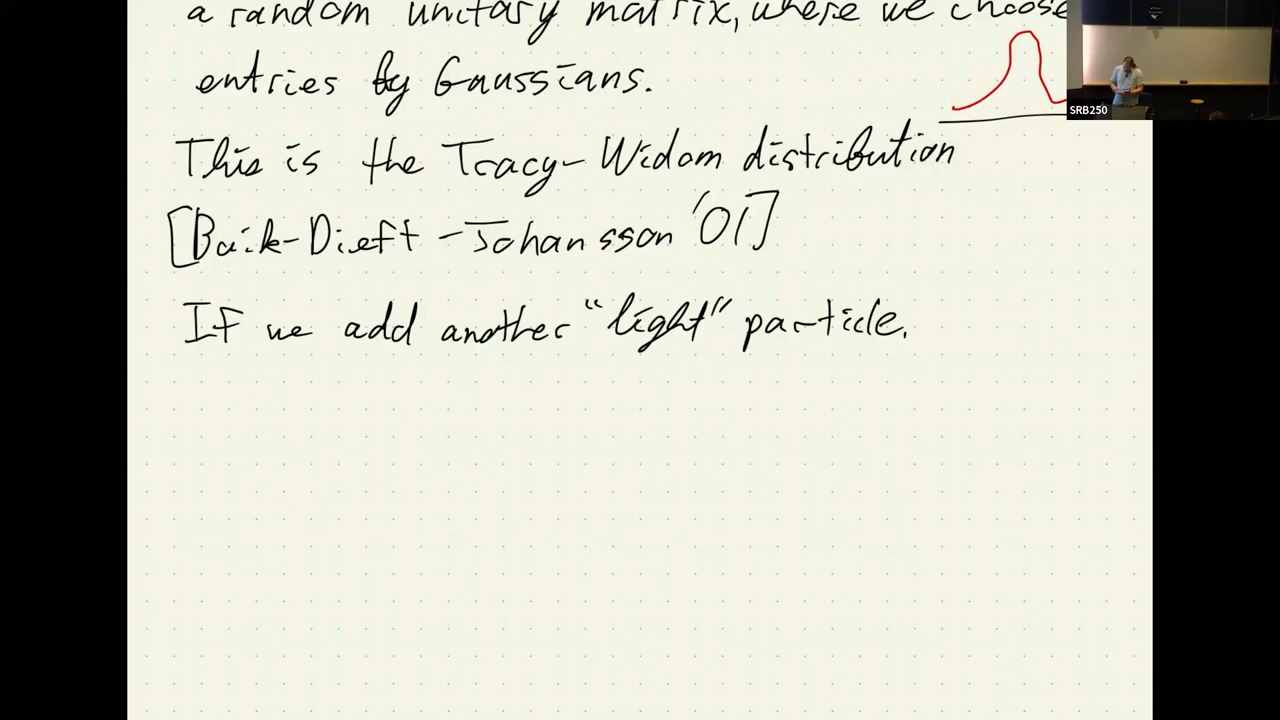 a random unitary matrix, where we choose
entries by Gaussians.
SRB250
This is the Tracy-Widom distribution
[Baik-Dieft-Johansson '01]
If we add another "light" particle.